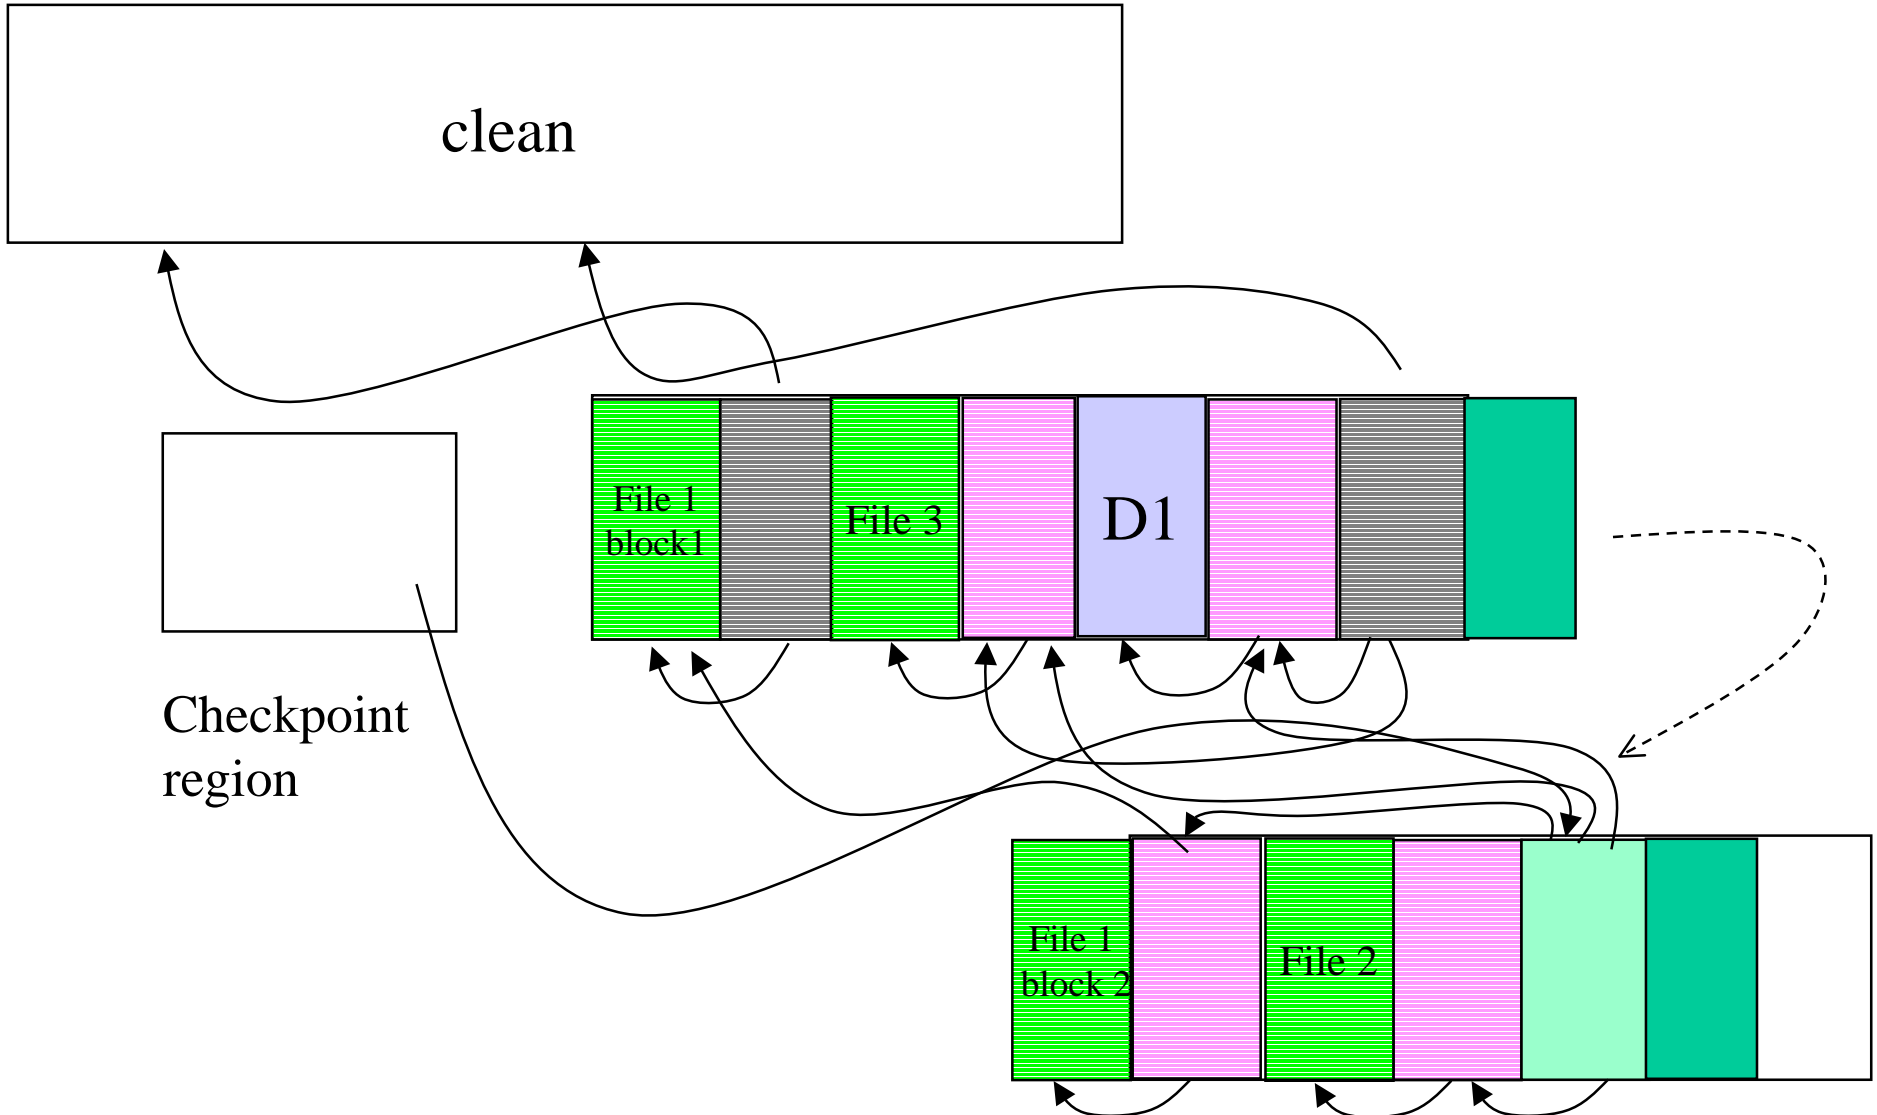 clean
File 1
block1
File 3
D1
Checkpoint
region
File 1
block 2
File 2